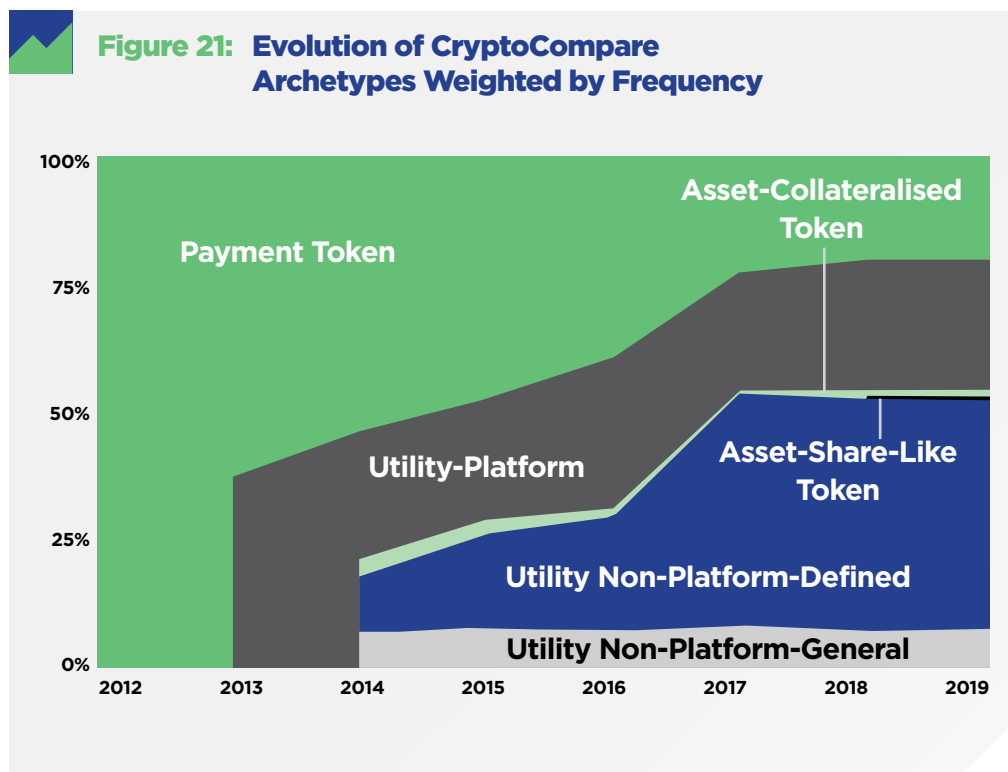 Figure 21: Evolution of CryptoCompare
Archetypes Weighted by Frequency
100%
75%
50%
25%
0%
Payment Token
Asset-Collateralised
Token
Utility-Platform
Asset-Share-Like
Token
Utility Non-Platform-Defined
Utility Non-Platform-General
2012 2013 2014 2015 2016 2017 2018 2019